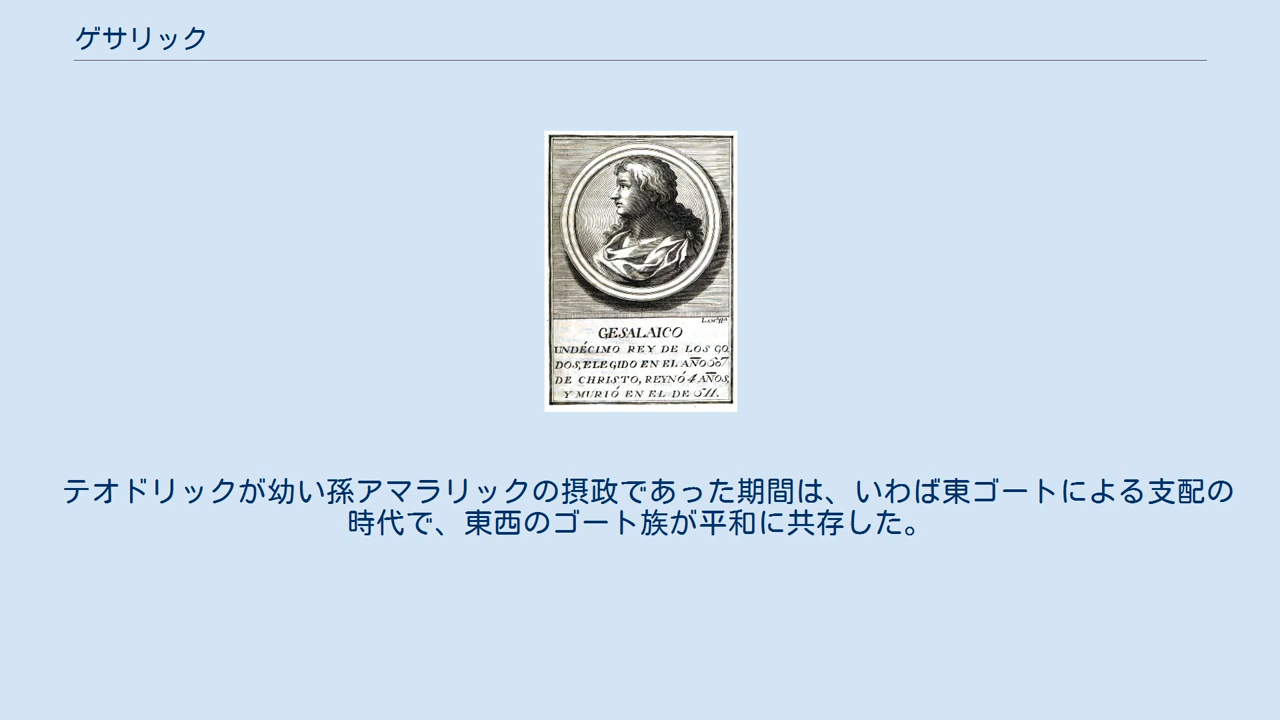 ゲサリック
GESALAICO
UNDÉCIMO REY DE LOS GO
DOS, ELEGIDO EN EL AÑO
DE CHRISTO, REYNÓ 4 AÑOS,
Y MURIÓ EN EL DE 511.
テオドリックが幼い孫アマラリックの摂政であった期間は、いわば東ゴートによる支配の
時代で、東西のゴート族が平和に共存した。